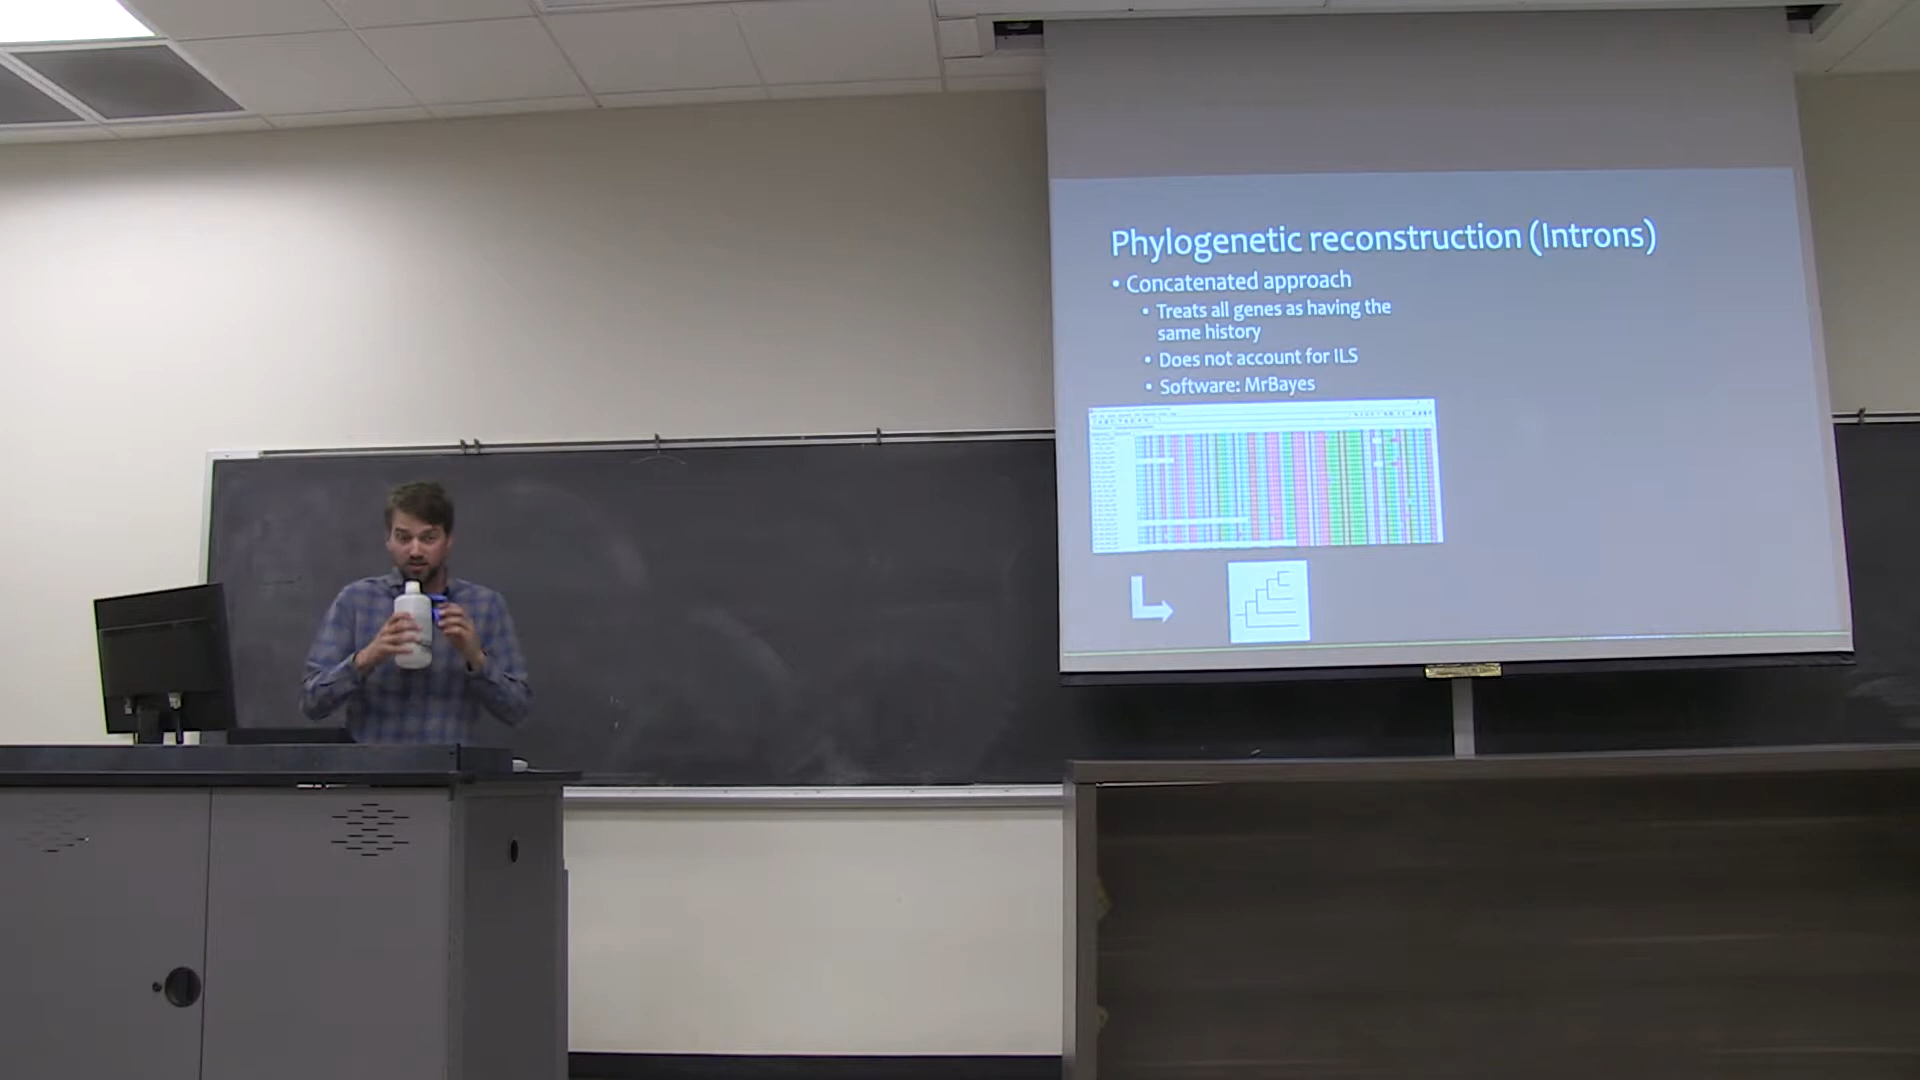 Phylogenetic reconstruction (Introns)
• Concatenated approach
• Treats all genes as having the
same history
• Does not account for ILS
• Software: MrBayes